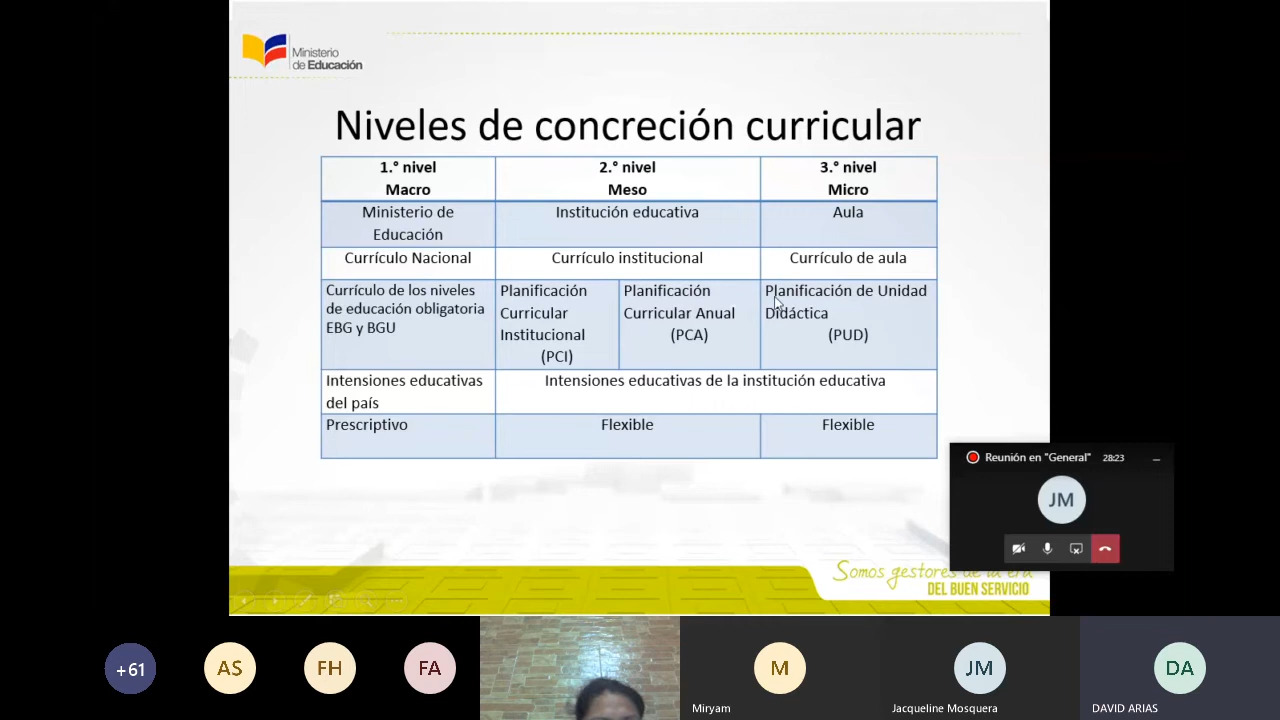 Ministerio
de Educación
Niveles de concreción curricular
1.° nivel
Macro
2.° nivel
Meso
3.° nivel
Micro
Ministerio de
Educación
Institución educativa
Aula
Currículo Nacional
Currículo institucional
Currículo de aula
Currículo de los niveles
de educación obligatoria
EBG y BGU
Planificación
Curricular
Institucional
(PCI)
Planificación
Curricular Anual
(PCA)
Planificación de Unidad
Didáctica
(PUD)
Intensiones educativas
del país
Intensiones educativas de la institución educativa
Prescriptivo
Flexible
Flexible
Reunión en "General"
28:23
JM
Somos gestores de la era
DEL BUEN SERVICIO
+61
AS
FH
FA
M
Miryam
JM
Jacqueline Mosquera
DA
DAVID ARIAS